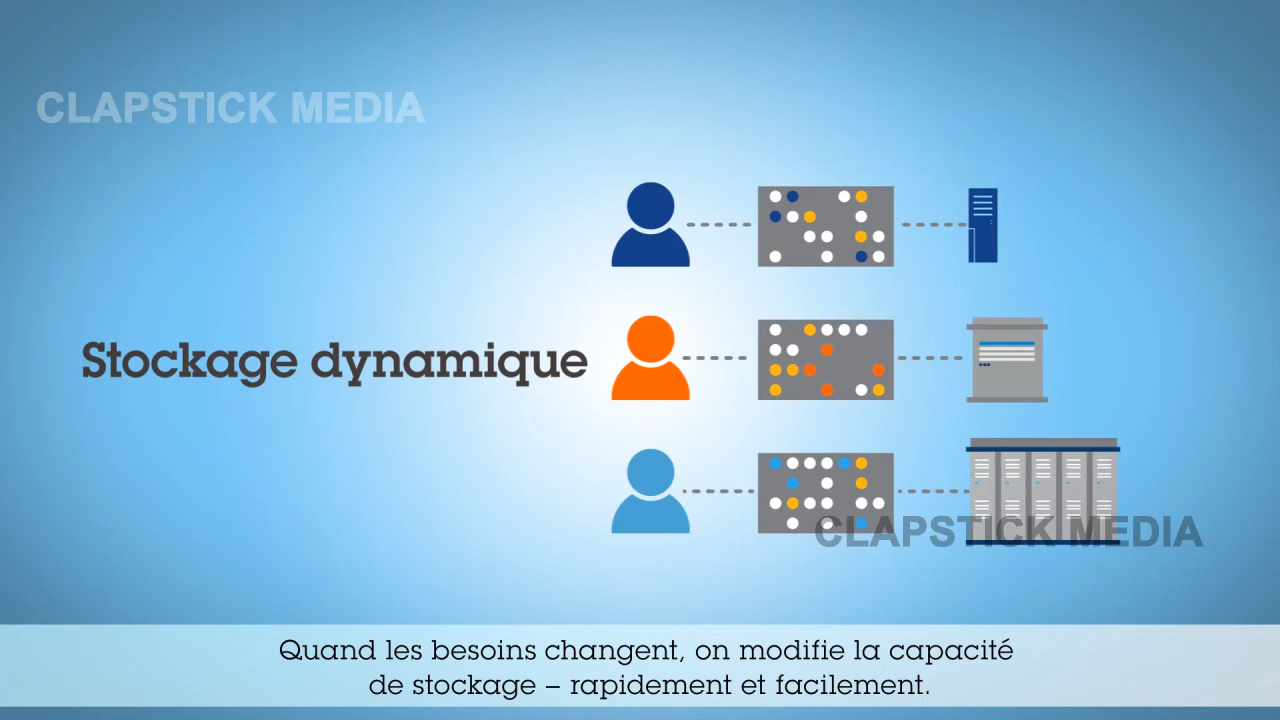 CLAPSTICK MEDIA
Stockage dynamique
CLAPSTICK MEDIA
Quand les besoins changent, on modifie la capacité
de stockage – rapidement et facilement.